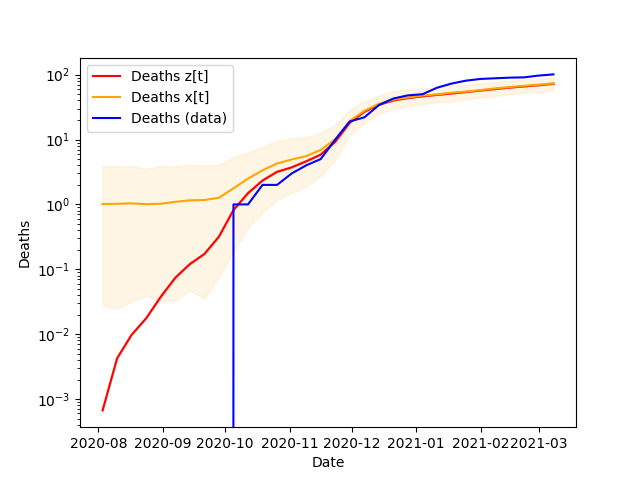 Deaths z[t]
Deaths x[t]
Deaths (data)
10²
10¹
10⁰
10⁻¹
10⁻²
10⁻³
Deaths
2020-08 2020-09 2020-10 2020-11 2020-12 2021-01 2021-02 2021-03
Date